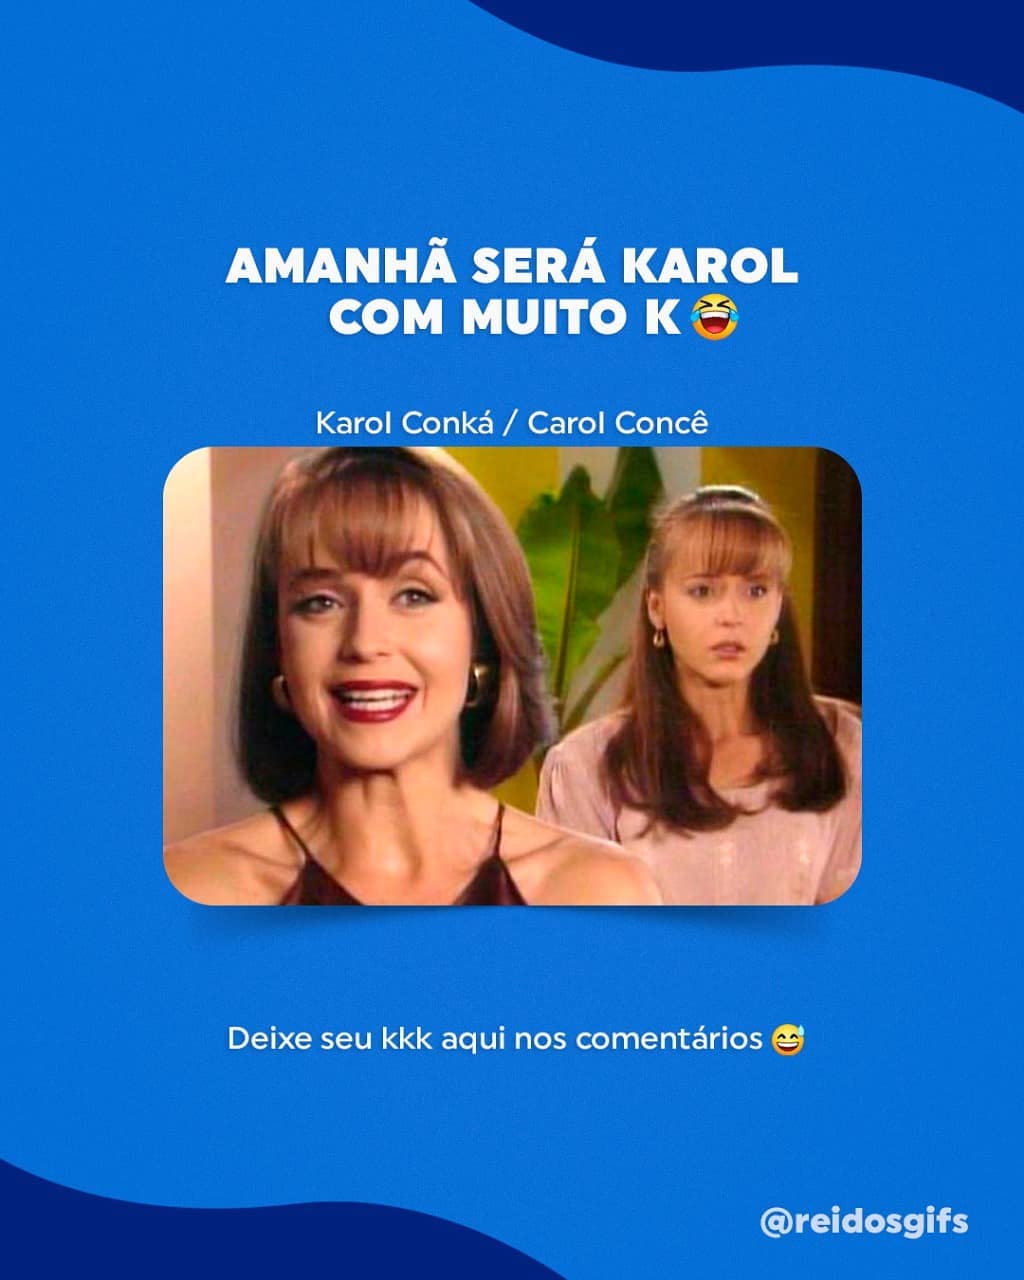 AMANHÃ SERÁ KAROL
COM MUITO K🤣
Karol Conká / Carol Concê
Deixe seu kkk aqui nos comentários 😅
@reidosgifs